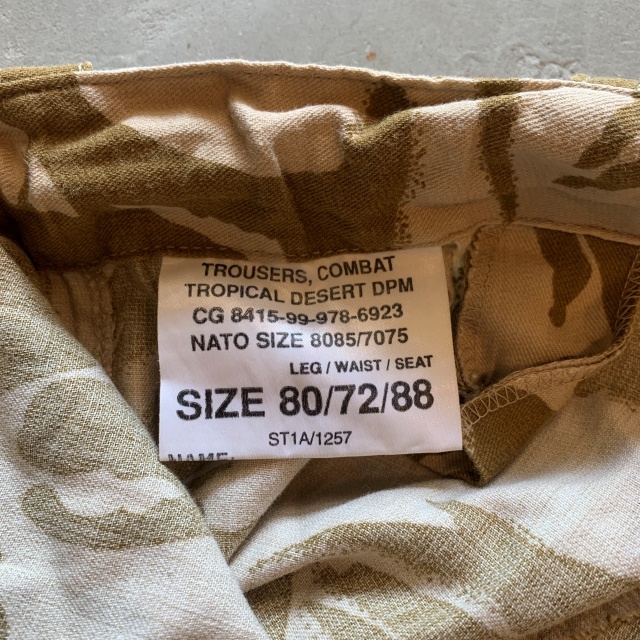 TROUSERS, COMBAT
TROPICAL DESERT DPM
CG 8415-99-978-6923
NATO SIZE 8085/7075
LEG / WAIST / SEAT
SIZE 80/72/88
ST1A/1257
NAME